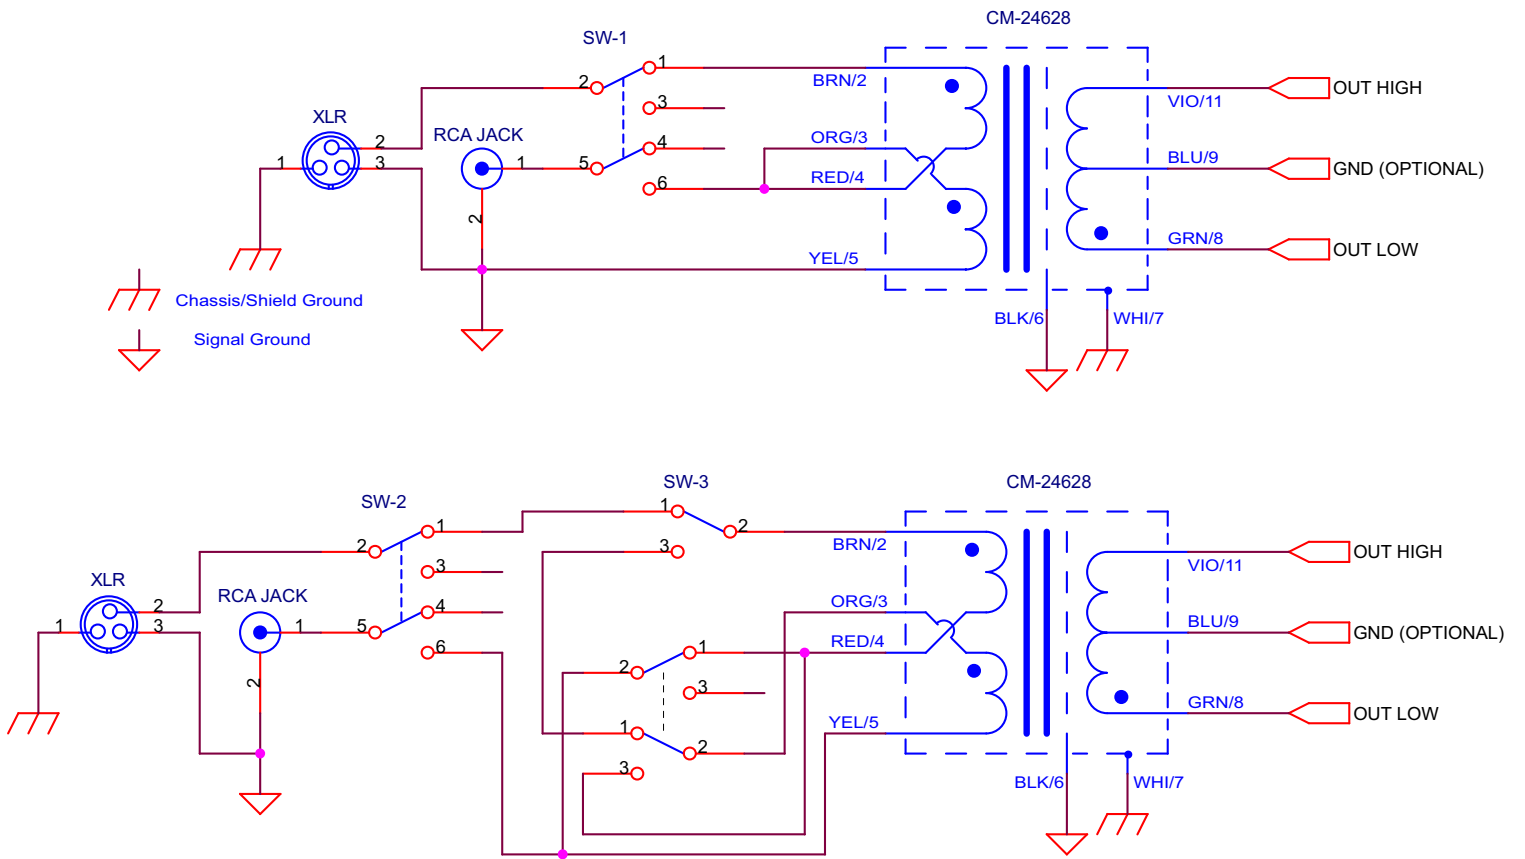 CM-24628
SW-1
1
2
BRN/2
3
OUT HIGH
VIO/11
XLR
RCA JACK
2
ORG/3
4
1
3
1
5
BLU/9
GND (OPTIONAL)
RED/4
6
2
GRN/8
OUT LOW
YEL/5
Chassis/Shield Ground
BLK/6
WHI/7
Signal Ground
SW-3
CM-24628
SW-2
1
1
2
2
3
BRN/2
OUT HIGH
VIO/11
3
XLR
RCA JACK
2
4
ORG/3
1
3
1
5
BLU/9
GND (OPTIONAL)
RED/4
6
1
2
2
3
GRN/8
OUT LOW
YEL/5
1
2
3
BLK/6
WHI/7